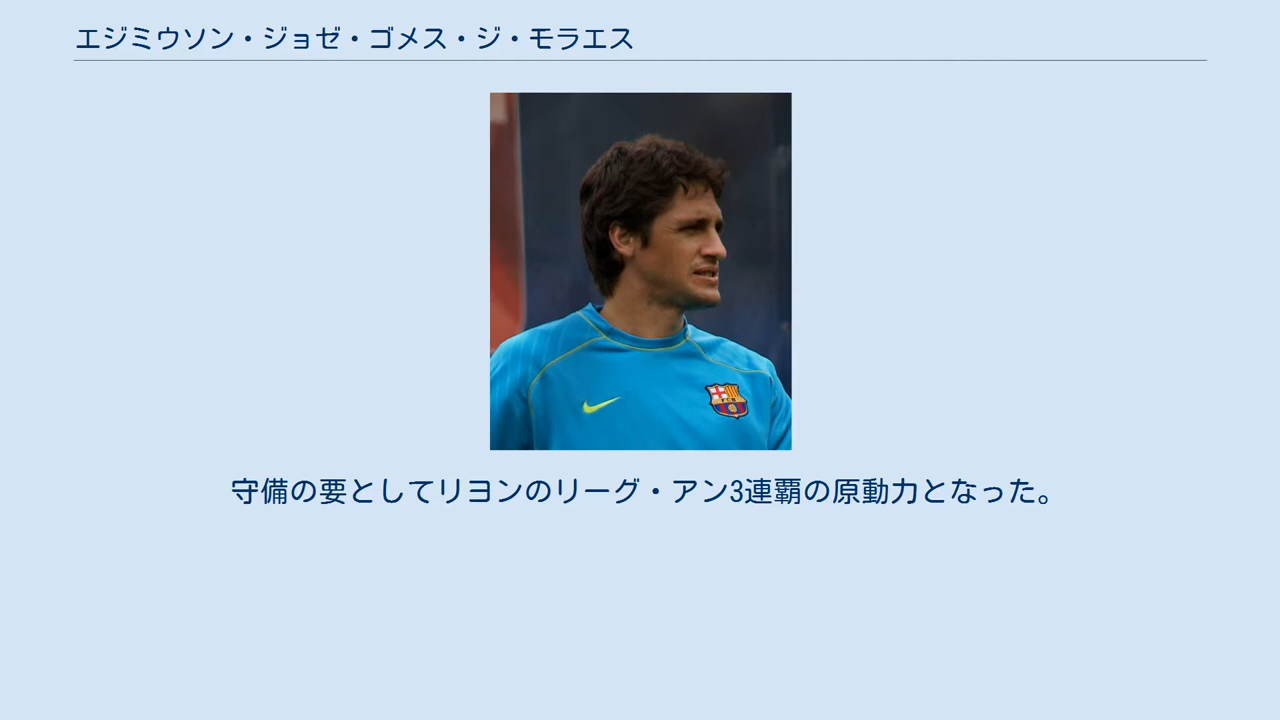 エジミウソン・ジョゼ・ゴメス・ジ・モラエス
守備の要としてリヨンのリーグ・アン3連覇の原動力となった。